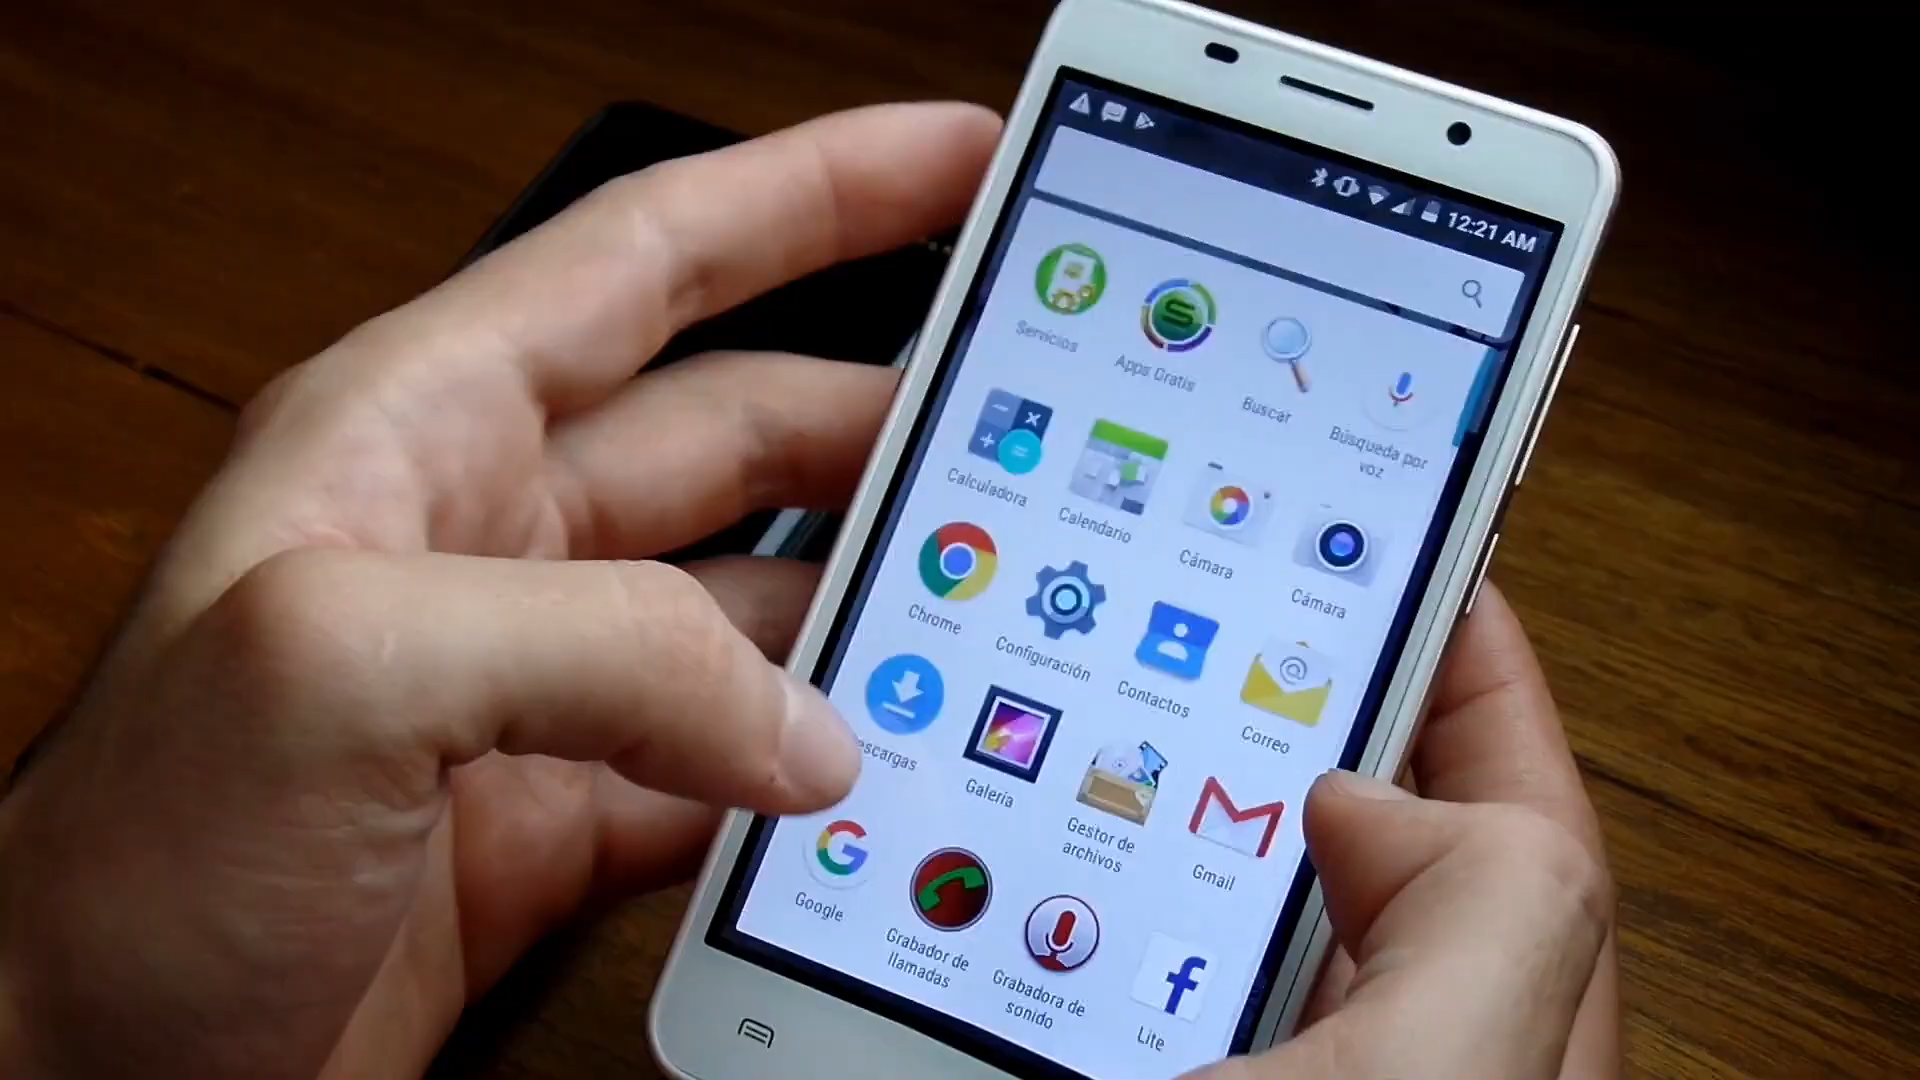 12:21 AM
Servicios
Apps Gratis
Buscar
Búsqueda por
voz
Calculadora
Calendario
Cámara
Cámara
Chrome
Configuración
Contactos
Correo
escargas
Galería
Gestor de
archivos
Gmail
Google
Grabador de
llamadas
Grabadora de
sonido
Lite